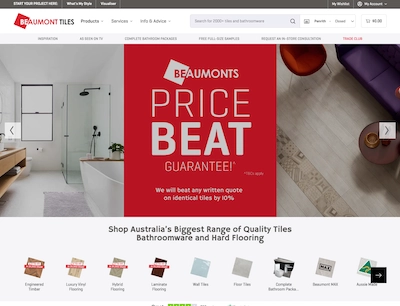 START YOUR PROJECT HERE: What's My Style Visualiser
My Wishlist My Account
BEAUMONT TILES
Products Services Info & Advice
Search for 2000+ tiles and bathroomware
Penrith Closed
$0.00
INSPIRATION AS SEEN ON TV COMPLETE BATHROOM PACKAGES FREE FULL SIZE SAMPLES REQUEST AN IN-STORE CONSULTATION TRADE CLUB
BEAUMONTS
PRICE
BEAT
GUARANTEE!*
*T&Cs apply
We will beat any written quote
on identical tiles by 10%
Shop Australia's Biggest Range of Quality Tiles
Bathroomware and Hard Flooring
Engineered
Timber
Luxury Vinyl
Flooring
Hybrid
Flooring
Laminate
Flooring
Wall Tiles
Floor Tiles
Complete
Bathroom Packa...
Beaumont MAX
Aussie Made